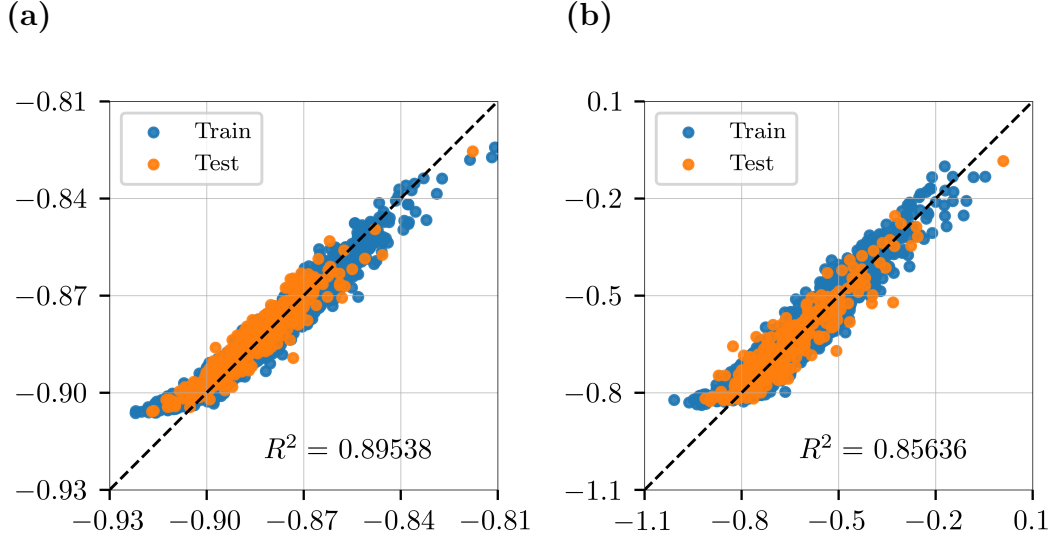 (a)
−0.81
−0.84
−0.87
−0.90
−0.93
−0.93 −0.90 −0.87 −0.84 −0.81
Train
Test
R² = 0.89538
(b)
0.1
−0.2
−0.5
−0.8
−1.1
−1.1 −0.8 −0.5 −0.2 0.1
Train
Test
R² = 0.85636